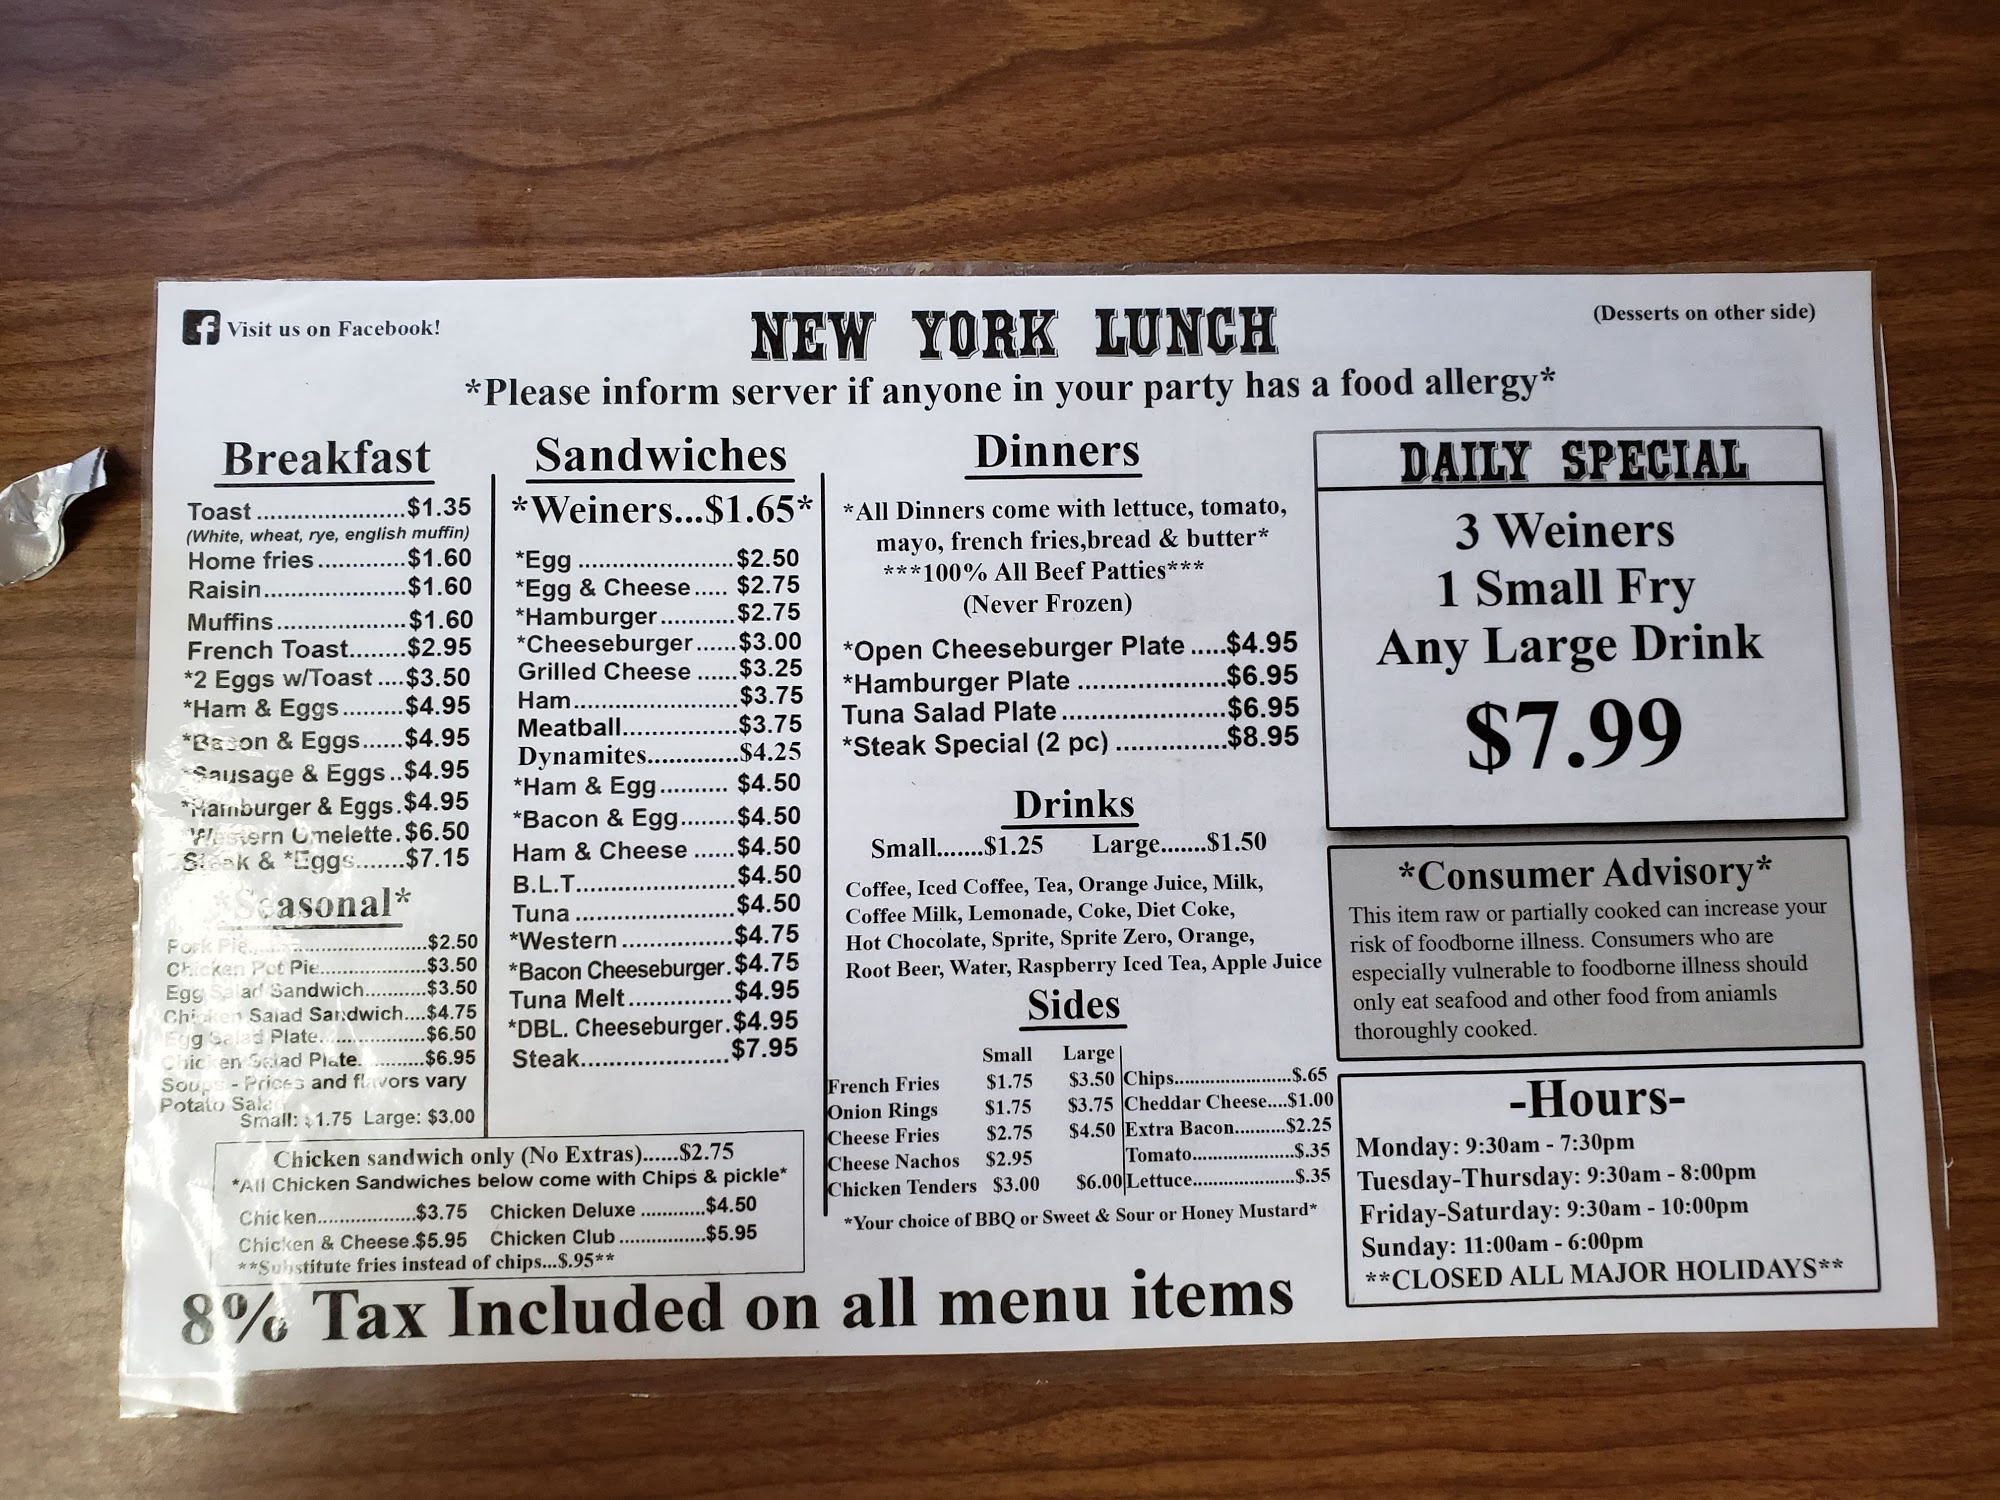 Visit us on Facebook!
NEW YORK LUNCH
(Desserts on other side)
*Please inform server if anyone in your party has a food allergy*
Breakfast
Toast ......................$1.35
(White, wheat, rye, english muffin)
Home fries .............$1.60
Raisin.....................$1.60
Muffins...................$1.60
French Toast........$2.95
*2 Eggs w/Toast ....$3.50
*Ham & Eggs.........$4.95
*Bacon & Eggs......$4.95
*Sausage & Eggs..$4.95
*Hamburger & Eggs.$4.95
*Western Omelette.$6.50
Steak & *Eggs.......$7.15
*Seasonal*
Pork Pie.........................$2.50
Chicken Pot Pie....................$3.50
Egg Salad Sandwich...........$3.50
Chicken Salad Sandwich....$4.75
Egg Salad Plate....................$6.50
Chicken Salad Plate............$6.95
Soups - Prices and flavors vary
Potato Salad
Small: $1.75 Large: $3.00
Sandwiches
*Weiners...$1.65*
*Egg .......................$2.50
*Egg & Cheese..... $2.75
*Hamburger...........$2.75
*Cheeseburger......$3.00
Grilled Cheese ......$3.25
Ham.........................$3.75
Meatball.................$3.75
Dynamites..............$4.25
*Ham & Egg.......... $4.50
*Bacon & Egg........$4.50
Ham & Cheese ......$4.50
B.L.T........................$4.50
Tuna ........................$4.50
*Western ................$4.75
*Bacon Cheeseburger.$4.75
Tuna Melt................$4.95
*DBL. Cheeseburger.$4.95
Steak......................$7.95
Chicken sandwich only (No Extras)......$2.75
*All Chicken Sandwiches below come with Chips & pickle*
Chicken..................$3.75 Chicken Deluxe ............$4.50
Chicken & Cheese.$5.95 Chicken Club ................$5.95
**Substitute fries instead of chips...$.95**
Dinners
*All Dinners come with lettuce, tomato,
mayo, french fries,bread & butter*
***100% All Beef Patties***
(Never Frozen)
*Open Cheeseburger Plate .....$4.95
*Hamburger Plate ......................$6.95
Tuna Salad Plate ........................$6.95
*Steak Special (2 pc) ................$8.95
Drinks
Small.......$1.25 Large.......$1.50
Coffee, Iced Coffee, Tea, Orange Juice, Milk,
Coffee Milk, Lemonade, Coke, Diet Coke,
Hot Chocolate, Sprite, Sprite Zero, Orange,
Root Beer, Water, Raspberry Iced Tea, Apple Juice
Sides
Small Large
French Fries $1.75 $3.50 Chips.......................$.65
Onion Rings $1.75 $3.75 Cheddar Cheese....$1.00
Cheese Fries $2.75 $4.50 Extra Bacon..........$2.25
Cheese Nachos $2.95 Tomato.....................$.35
Chicken Tenders $3.00 $6.00 Lettuce.....................$.35
*Your choice of BBQ or Sweet & Sour or Honey Mustard*
DAILY SPECIAL
3 Weiners
1 Small Fry
Any Large Drink
$7.99
*Consumer Advisory*
This item raw or partially cooked can increase your
risk of foodborne illness. Consumers who are
especially vulnerable to foodborne illness should
only eat seafood and other food from aniamls
thoroughly cooked.
-Hours-
Monday: 9:30am - 7:30pm
Tuesday-Thursday: 9:30am - 8:00pm
Friday-Saturday: 9:30am - 10:00pm
Sunday: 11:00am - 6:00pm
**CLOSED ALL MAJOR HOLIDAYS**
8% Tax Included on all menu items